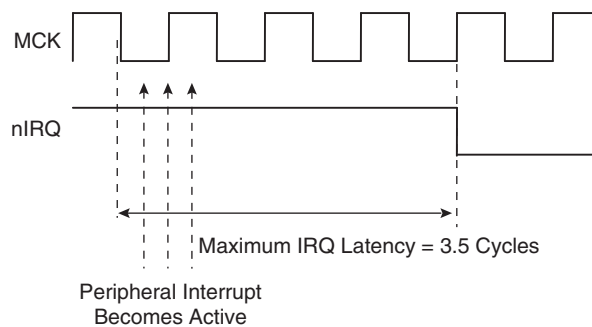 MCK
nIRQ
Maximum IRQ Latency = 3.5 Cycles
Peripheral Interrupt
Becomes Active